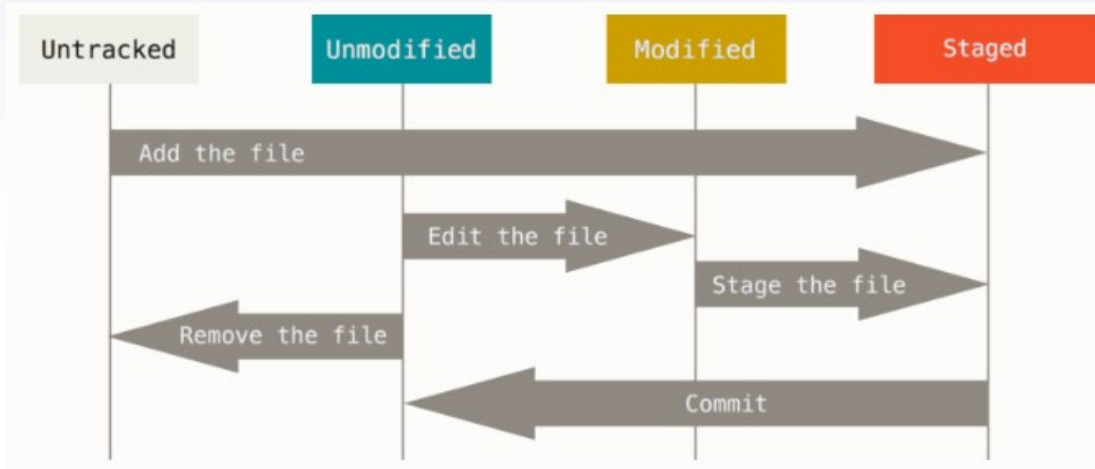 Untracked
Unmodified
Modified
Staged
Add the file
Edit the file
Stage the file
Remove the file
Commit